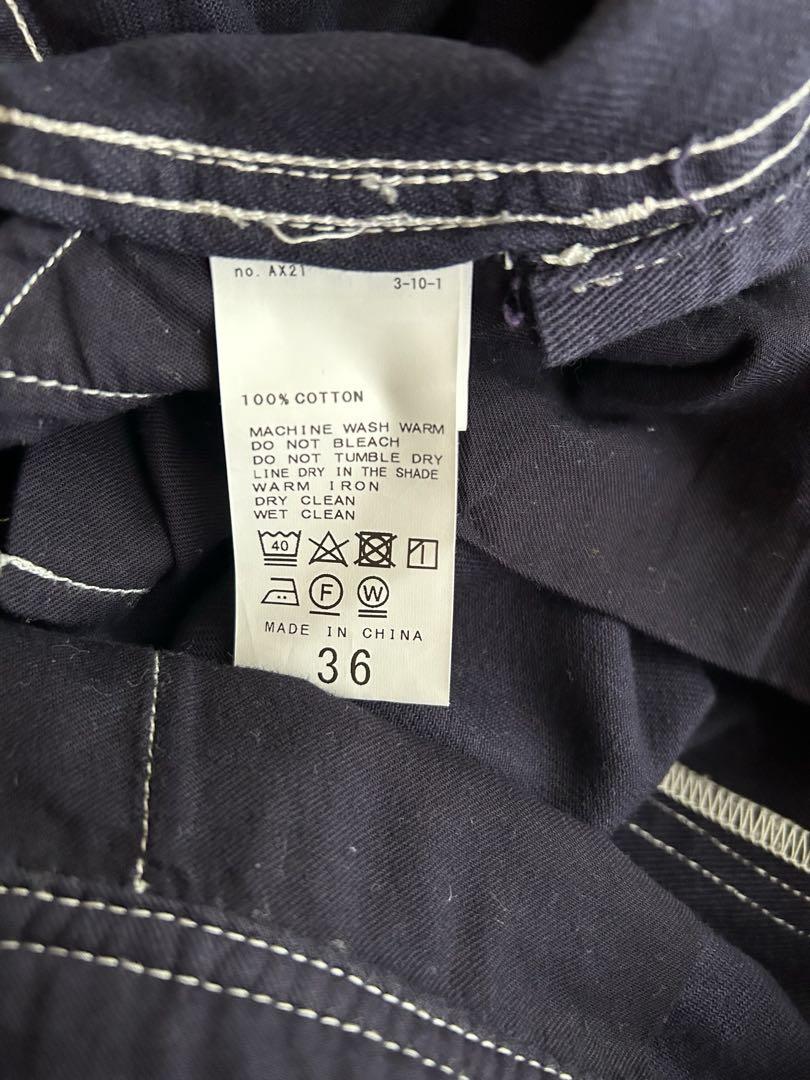 no. AX21
3-10-1
100% COTTON
MACHINE WASH WARM
DO NOT BLEACH
DO NOT TUMBLE DRY
LINE DRY IN THE SHADE
WARM IRON
DRY CLEAN
WET CLEAN
40
F W
MADE IN CHINA
36